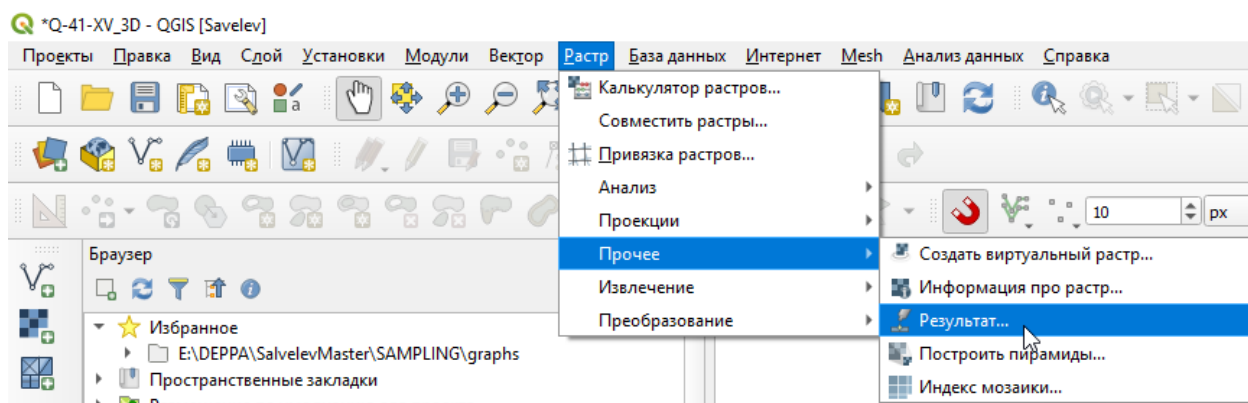 *Q-41-XV_3D - QGIS [Savelev]
Проекты Правка Вид Слой Установки Модули Вектор Растр База данных Интернет Mesh Анализ данных Справка
Калькулятор растров...
Совместить растры...
Привязка растров...
Анализ
Проекции
Прочее
Извлечение
Преобразование
a
10
px
Создать виртуальный растр...
Информация про растр...
Результат...
Построить пирамиды...
Индекс мозаики...
Браузер
Избранное
E:\DEPPA\SalvelevMaster\SAMPLING\graphs
Пространственные закладки